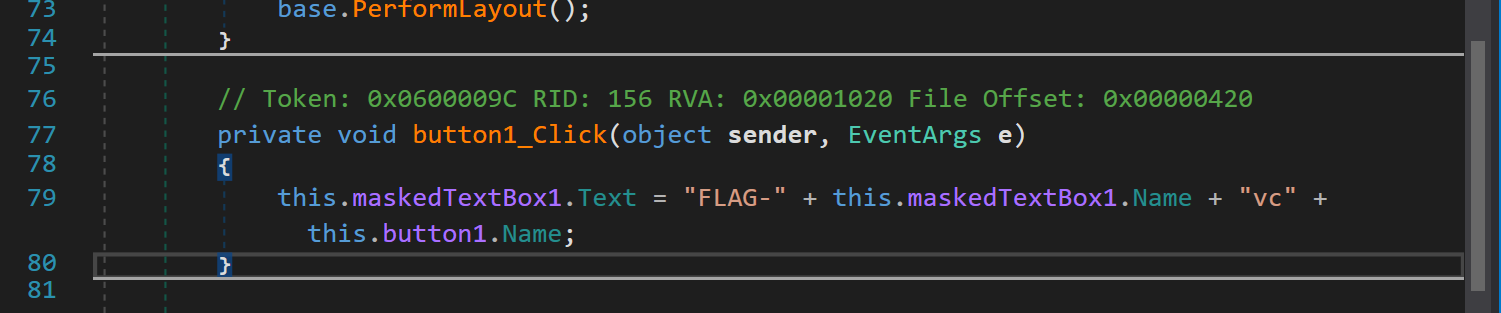 73 base.PerformLayout();
74 }
75
76 // Token: 0x0600009C RID: 156 RVA: 0x00001020 File Offset: 0x00000420
77 private void button1_Click(object sender, EventArgs e)
78 {
79 this.maskedTextBox1.Text = "FLAG-" + this.maskedTextBox1.Name + "vc" +
this.button1.Name;
80 }
81